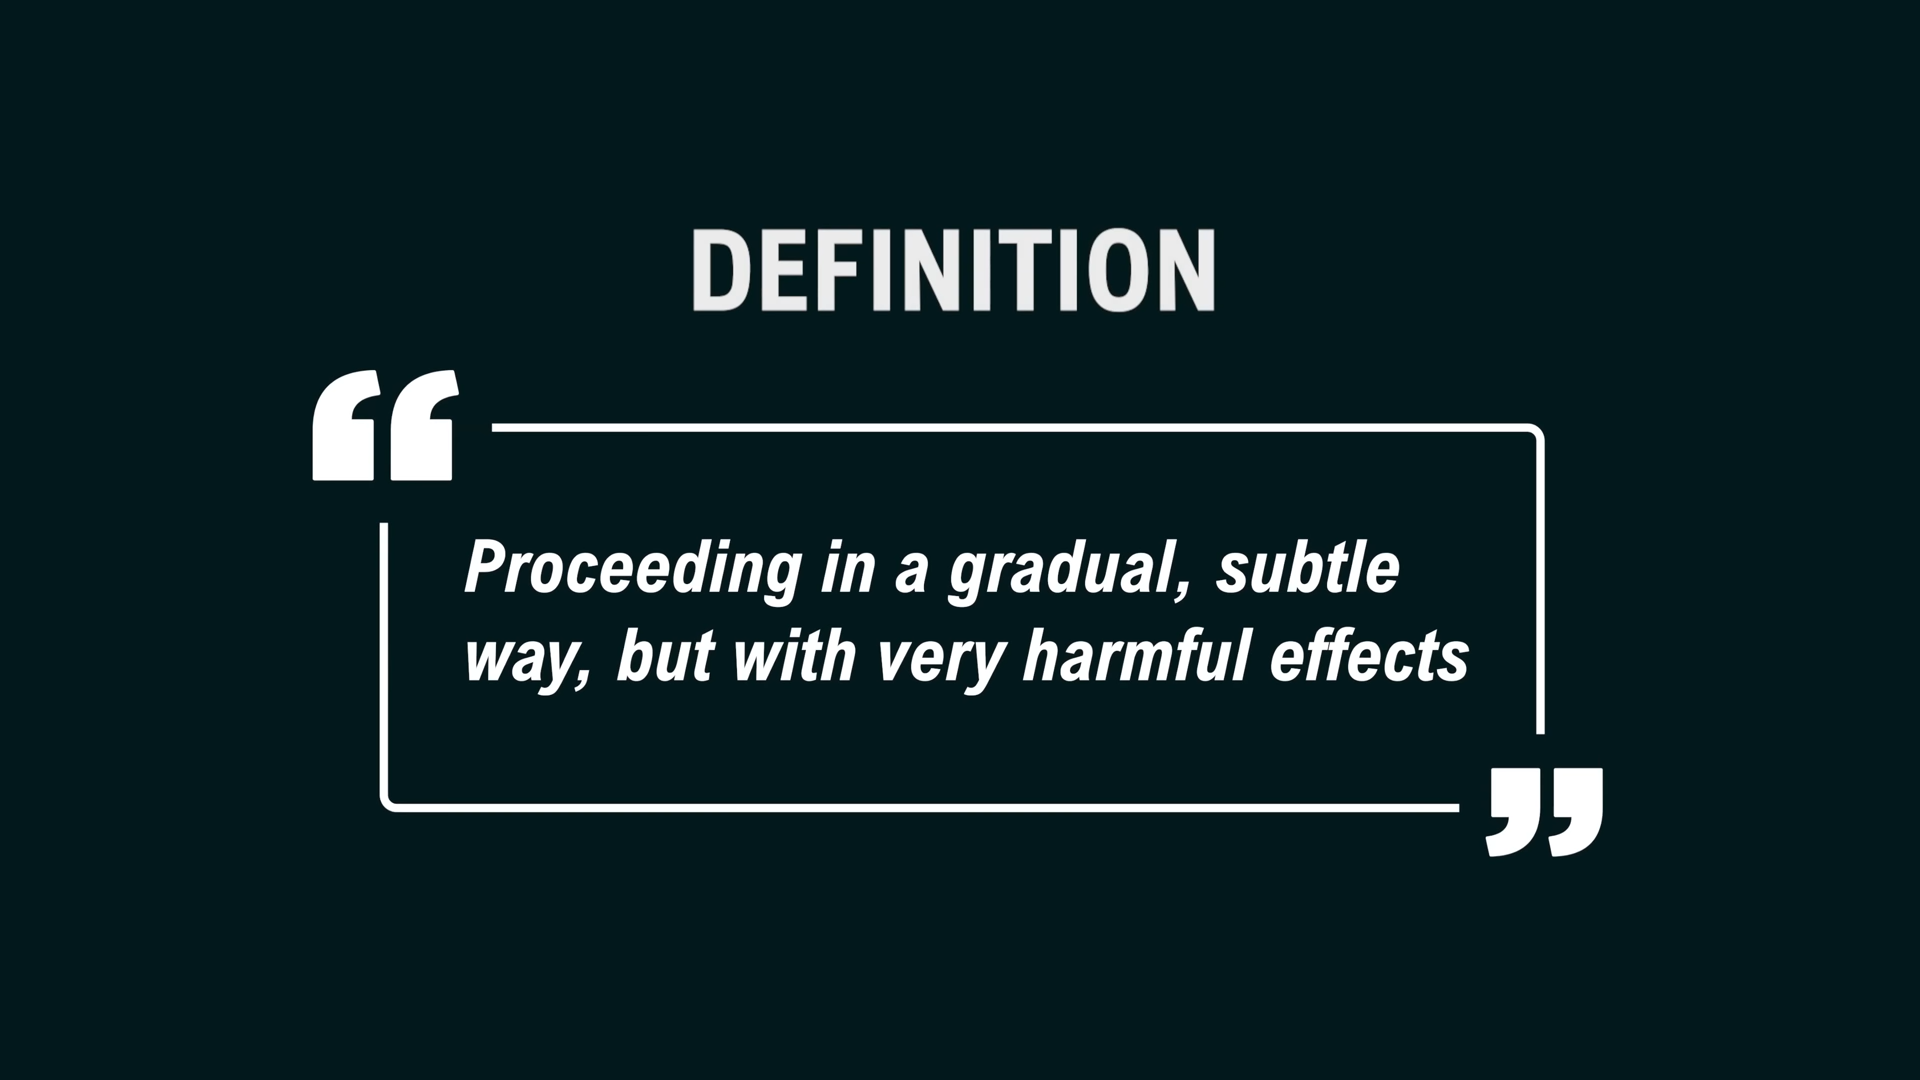 DEFINITION
“
Proceeding in a gradual, subtle
way, but with very harmful effects
”